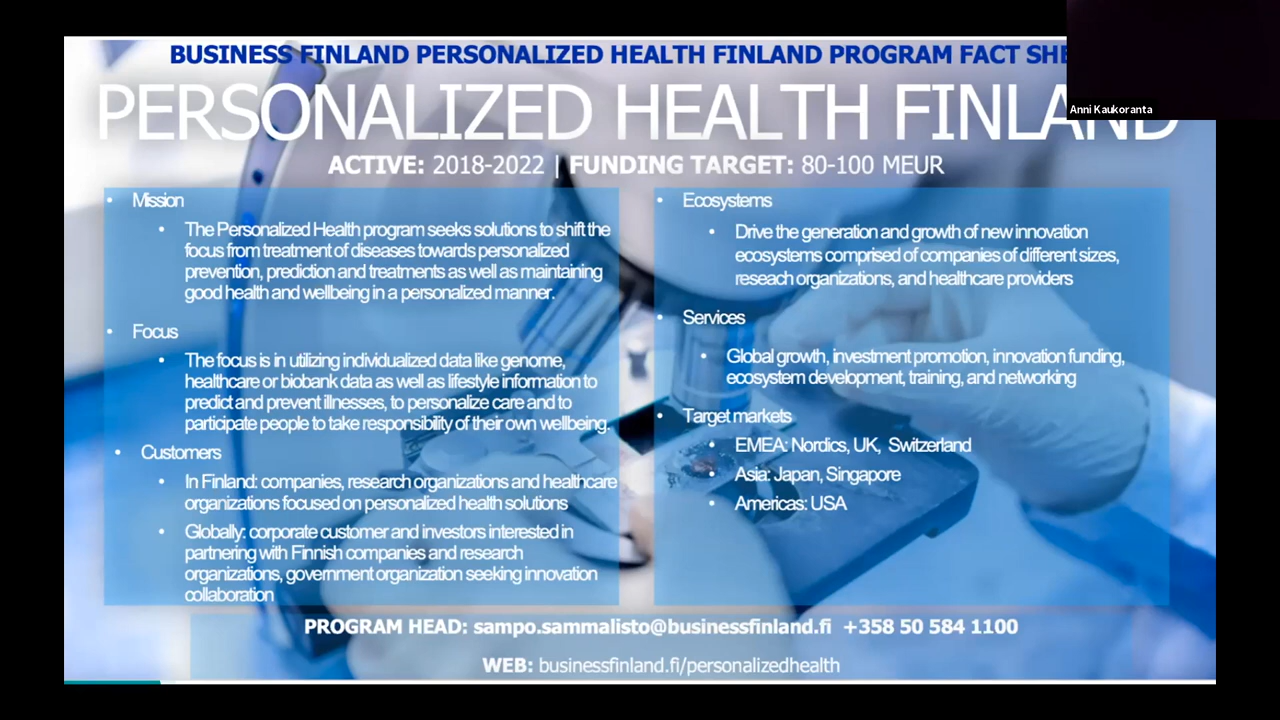 BUSINESS FINLAND PERSONALIZED HEALTH FINLAND PROGRAM FACT
PERSONALIZED HEALTH FINLAND
Anni Kaukoranta
ACTIVE: 2018-2022 | FUNDING TARGET: 80-100 MEUR
• Mission
• The Personalized Health program seeks solutions to shift the
focus from treatment of diseases towards personalized
prevention, prediction and treatments as well as maintaining
good health and wellbeing in a personalized manner.
• Focus
• The focus is in utilizing individualized data like genome,
healthcare or biobank data as well as lifestyle information to
predict and prevent illnesses, to personalize care and to
participate people to take responsibility of their own wellbeing.
• Customers
• In Finland: companies, research organizations and healthcare
organizations focused on personalized health solutions
• Globally: corporate customer and investors interested in
partnering with Finnish companies and research
organizations, government organization seeking innovation
collaboration
• Ecosystems
• Drive the generation and growth of new innovation
ecosystems comprised of companies of different sizes,
reseach organizations, and healthcare providers
• Services
• Global growth, investment promotion, innovation funding,
ecosystem development, training, and networking
• Target markets
• EMEA: Nordics, UK, Switzerland
• Asia: Japan, Singapore
• Americas: USA
PROGRAM HEAD: sampo.sammalisto@businessfinland.fi +358 50 584 1100
WEB: businessfinland.fi/personalizedhealth